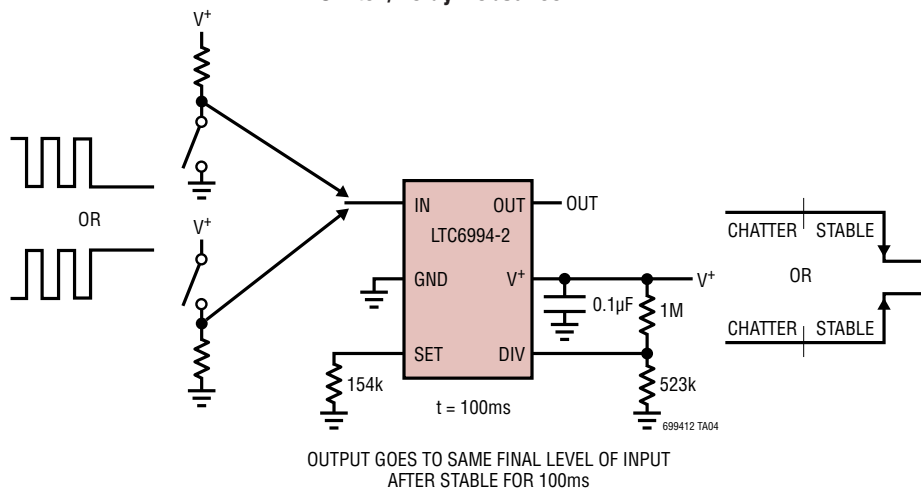 V+
OR
V+
IN
OUT
OUT
LTC6994-2
GND
V+
V+
0.1µF
1M
SET
DIV
154k
523k
t = 100ms
699412 TA04
CHATTER
STABLE
OR
CHATTER
STABLE
OUTPUT GOES TO SAME FINAL LEVEL OF INPUT
AFTER STABLE FOR 100ms